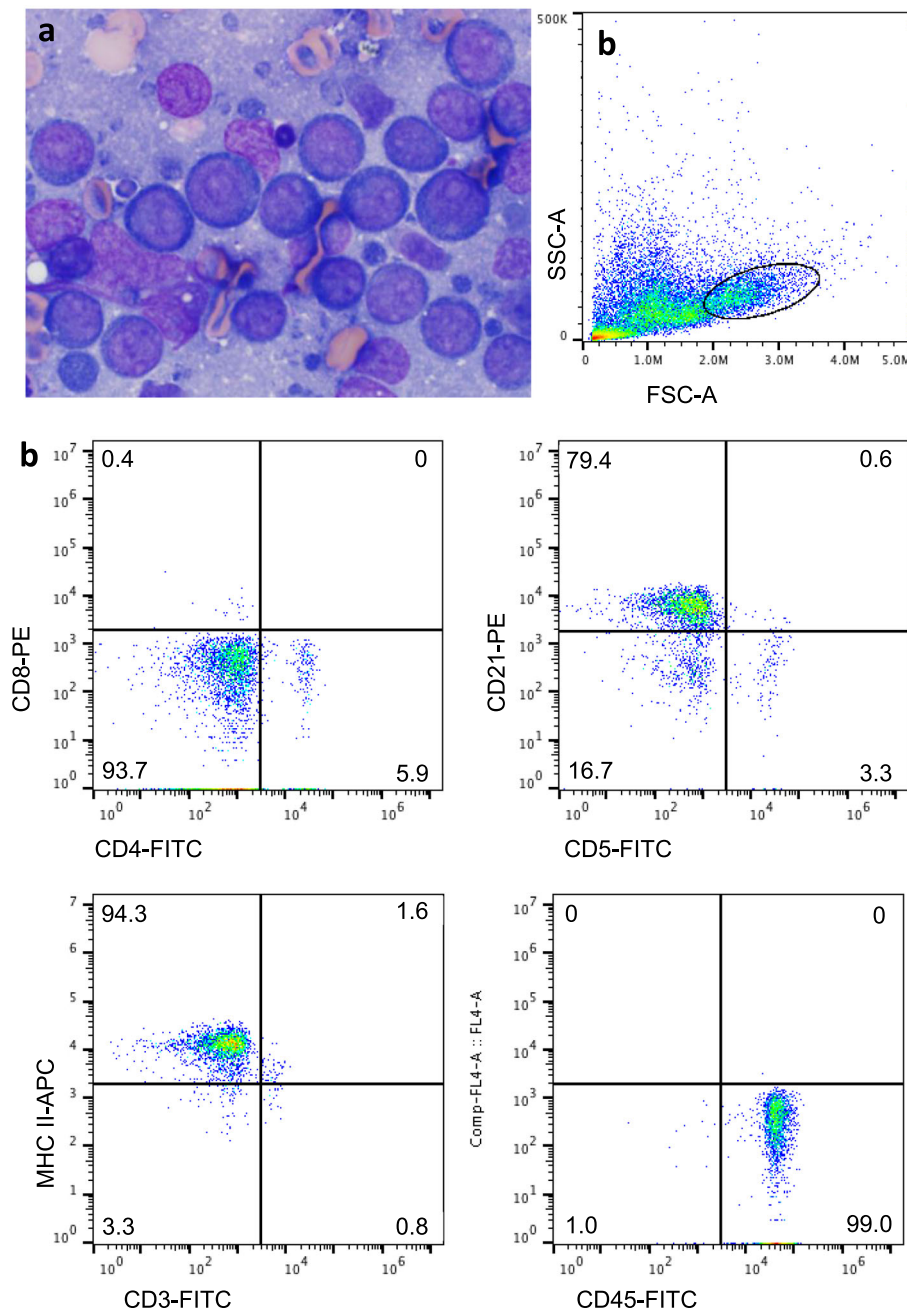 a
b
500K
SSC-A
0
0 1.0M 2.0M 3.0M 4.0M 5.0M
FSC-A
b
10^7
10^6
10^5
10^4
10^3
10^2
10^1
10^0
0.4 0
93.7 5.9
CD8-PE
10^0 10^2 10^4 10^6
CD4-FITC
10^7
10^6
10^5
10^4
10^3
10^2
10^1
10^0
79.4 0.6
16.7 3.3
CD21-PE
10^0 10^2 10^4 10^6
CD5-FITC
7
6
5
4
3
2
10^1
10^0
94.3 1.6
3.3 0.8
MHC II-APC
10^0 10^2 10^4 10^6
CD3-FITC
10^7
10^6
10^5
10^4
10^3
10^2
10^1
10^0
0 0
1.0 99.0
Comp-FL4-A :: FL4-A
10^0 10^2 10^4 10^6
CD45-FITC